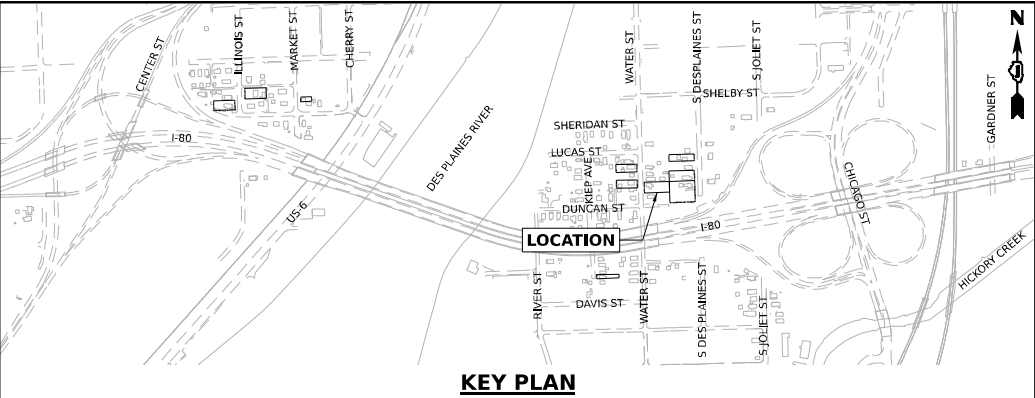 N
CENTER ST
ILLINOIS ST
MARKET ST
CHERRY ST
WATER ST
S DESPLAINES ST
S JOLIET ST
SHELBY ST
GARDNER ST
I-80
DES PLAINES RIVER
SHERIDAN ST
LUCAS ST
KIEP AVE
DUNCAN ST
CHICAGO ST
US-6
LOCATION
I-80
HICKORY CREEK
RIVER ST
DAVIS ST
WATER ST
S DES PLAINES ST
S JOLIET ST
KEY PLAN